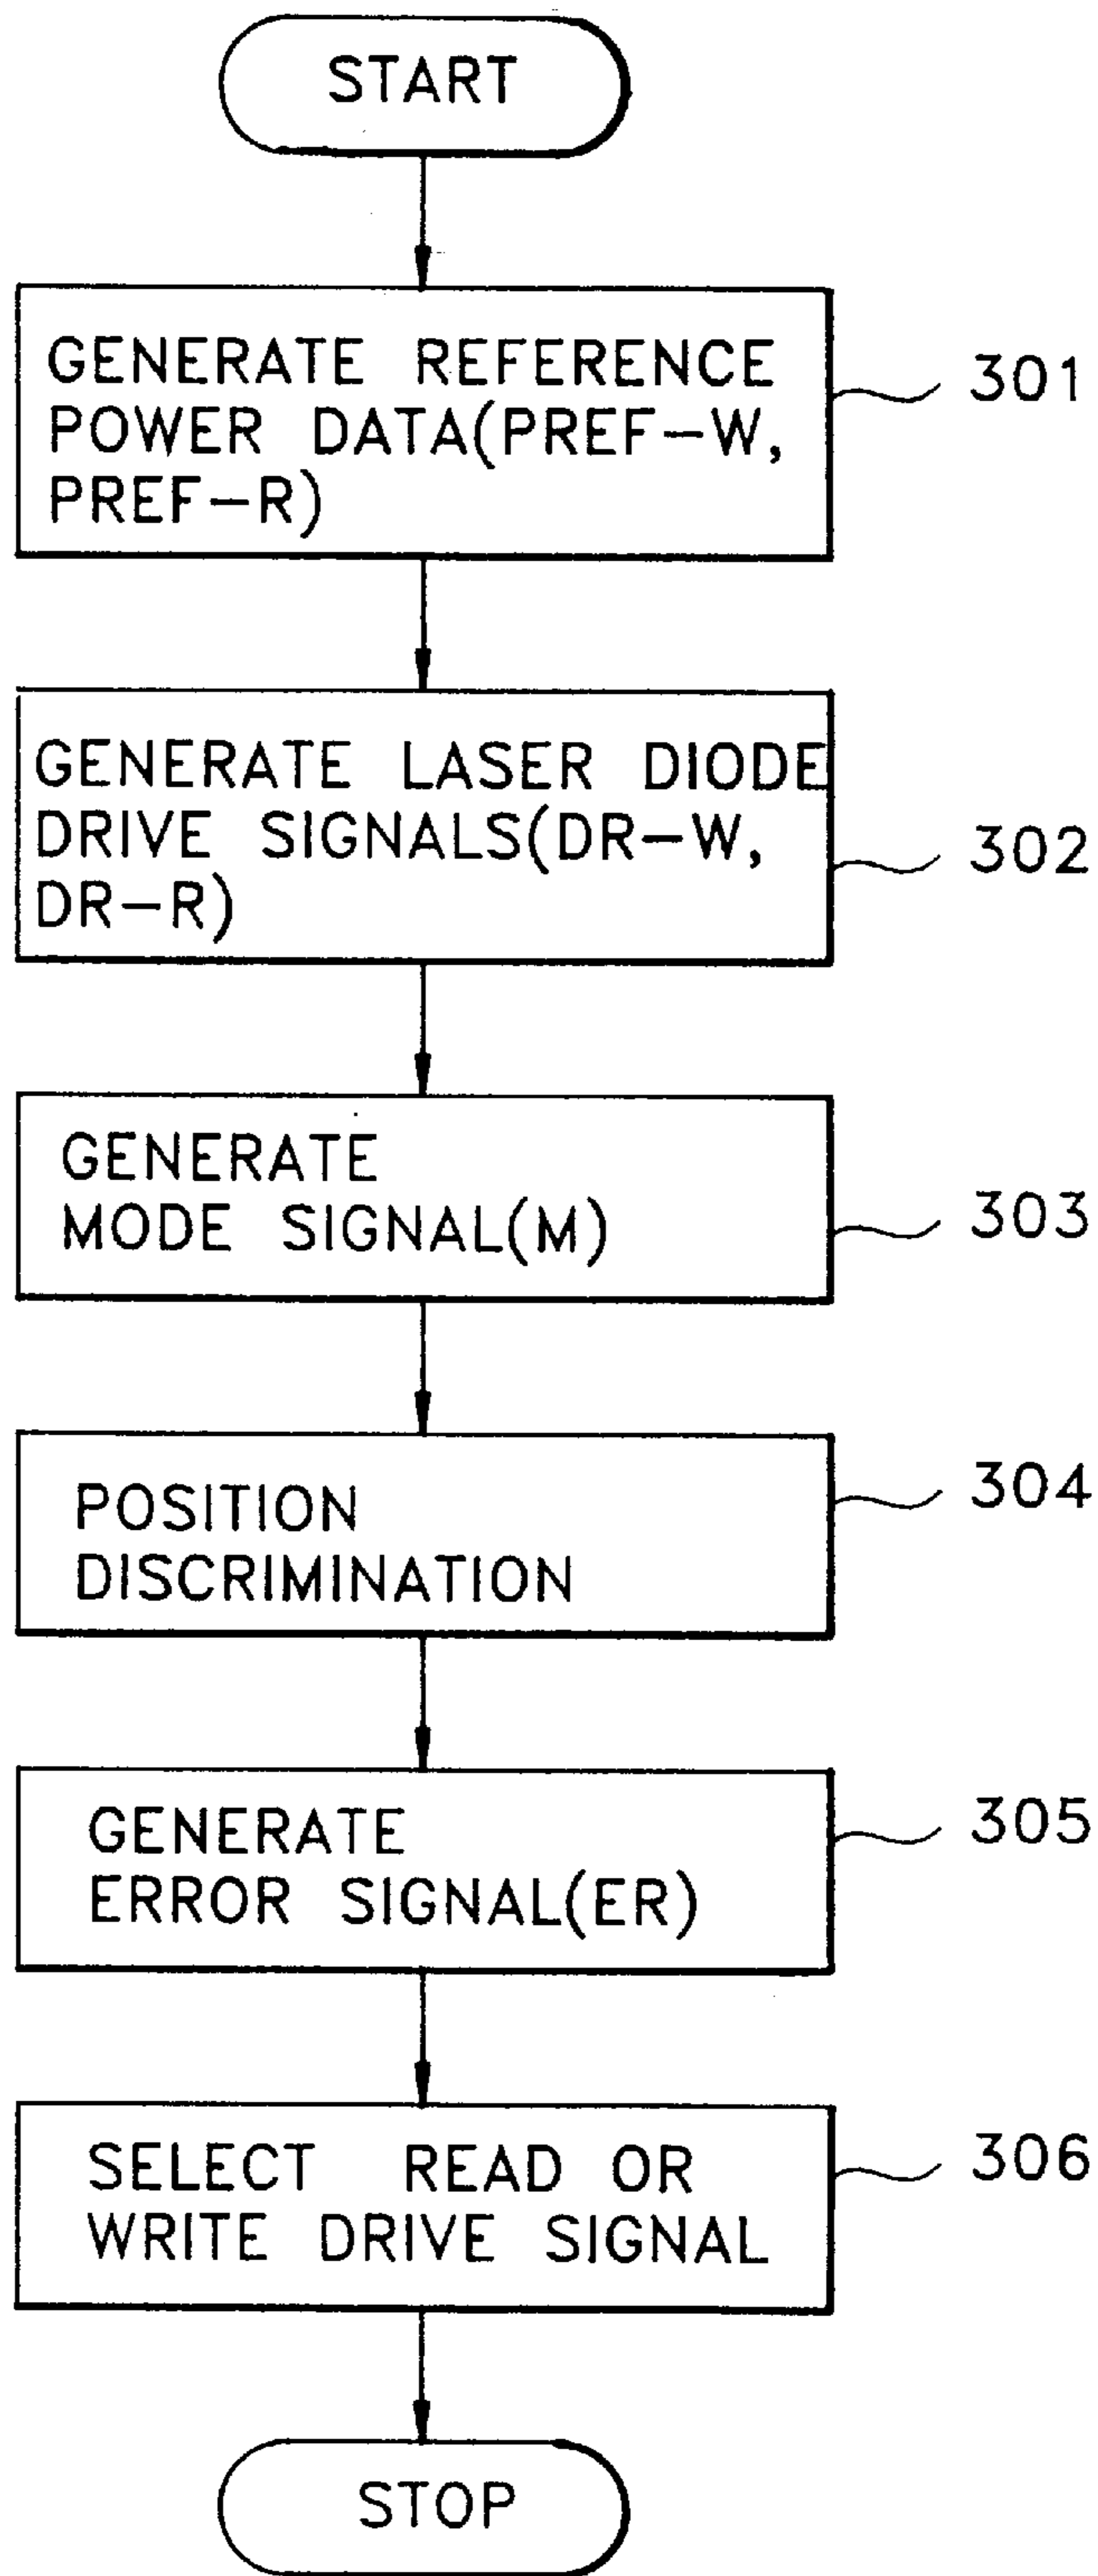 START
GENERATE REFERENCE
POWER DATA(PREF-W,
PREF-R)
301
GENERATE LASER DIODE
DRIVE SIGNALS(DR-W,
DR-R)
302
GENERATE
MODE SIGNAL(M)
303
POSITION
DISCRIMINATION
304
GENERATE
ERROR SIGNAL(ER)
305
SELECT READ OR
WRITE DRIVE SIGNAL
306
STOP